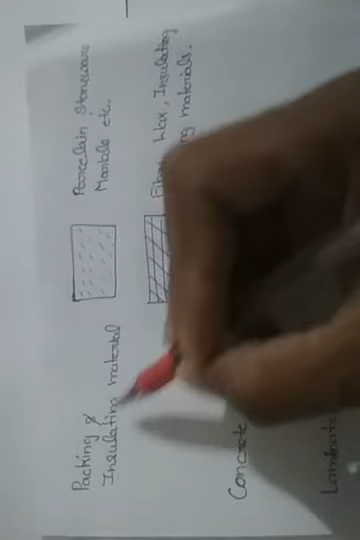 Packing &
Insulating material
Porcelain Stoneware
Marble etc.
Wax, Insulating
materials.
Concrete